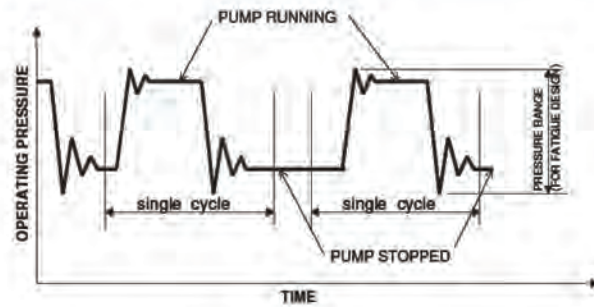 PUMP RUNNING
OPERATING PRESSURE
PRESSURE RANGE
(FOR FATIGUE DESIGN)
single cycle
single cycle
PUMP STOPPED
TIME